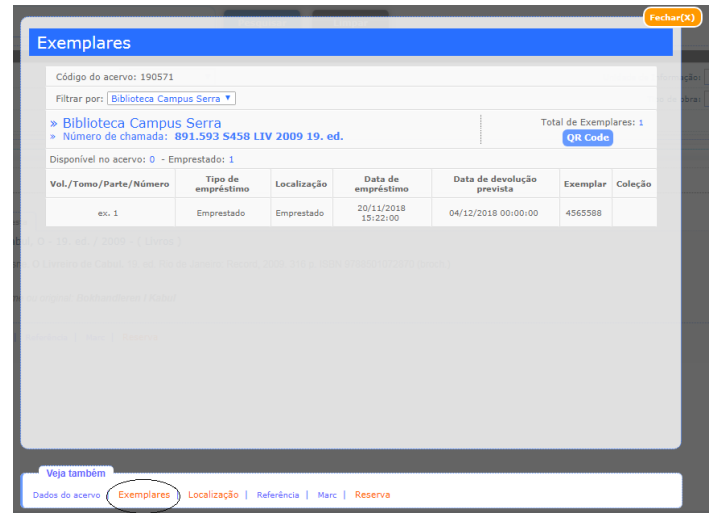 Fechar(X)
Exemplares
Código do acervo: 190571
Filtrar por: Biblioteca Campus Serra
» Biblioteca Campus Serra
Total de Exemplares: 1
» Número de chamada: 891.593 S458 LIV 2009 19. ed.
QR Code
Disponível no acervo: 0 - Emprestado: 1
Vol./Tomo/Parte/Número Tipo de empréstimo Localização Data de empréstimo Data de devolução prevista Exemplar Coleção
ex. 1 Emprestado Emprestado 20/11/2018 15:22:00 04/12/2018 00:00:00 4565588
Veja também
Dados do acervo | Exemplares | Localização | Referência | Marc | Reserva